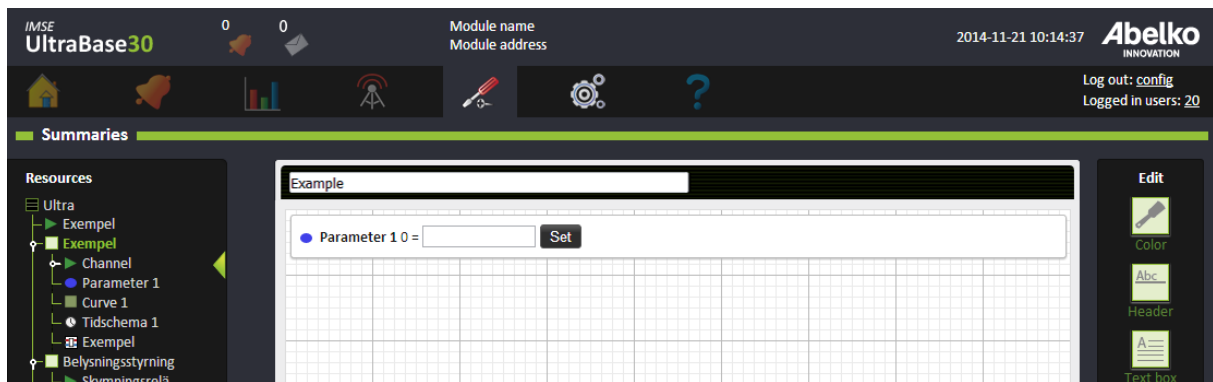 IMSE
UltraBase30
0
0
Module name
Module address
2014-11-21 10:14:37
Abelko
INNOVATION
Log out: config
Logged in users: 20
Summaries
Resources
Ultra
Exempel
Exempel
Channel
Parameter 1
Curve 1
Tidschema 1
Exempel
Belysningsstyrning
Skymningsrelä
Example
Parameter 1 0 =
Set
Edit
Color
Abc
Header
A
Text box